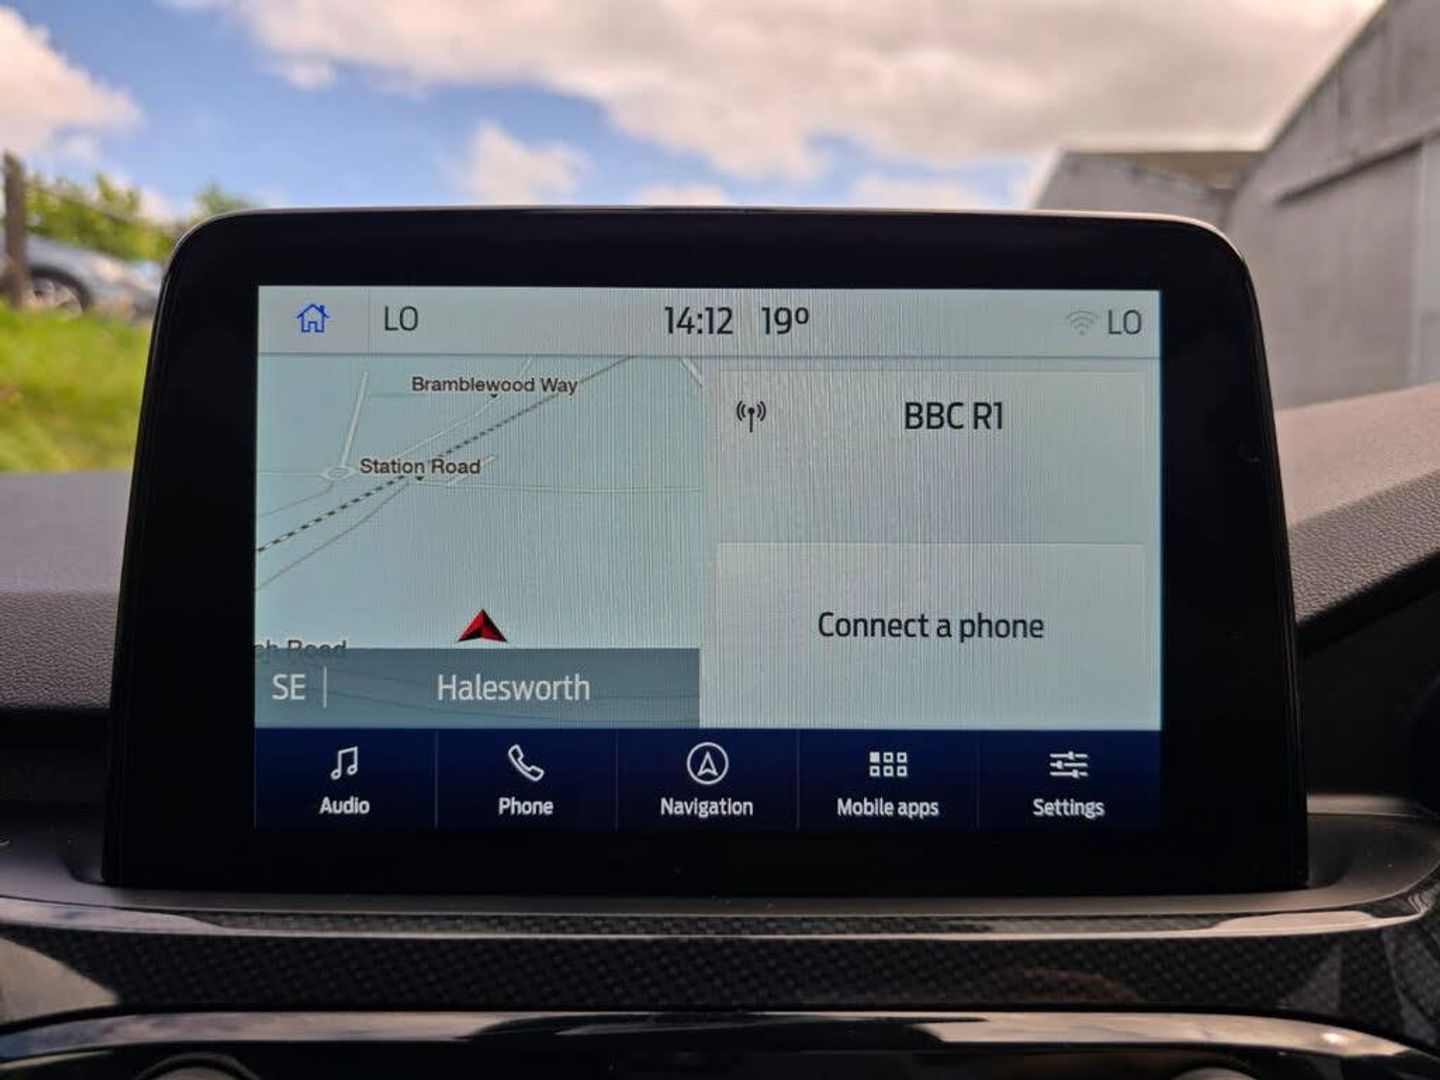 LO
14:12 19°
LO
Bramblewood Way
Station Road
Road
SE
Halesworth
BBC R1
Connect a phone
Audio
Phone
Navigation
Mobile apps
Settings